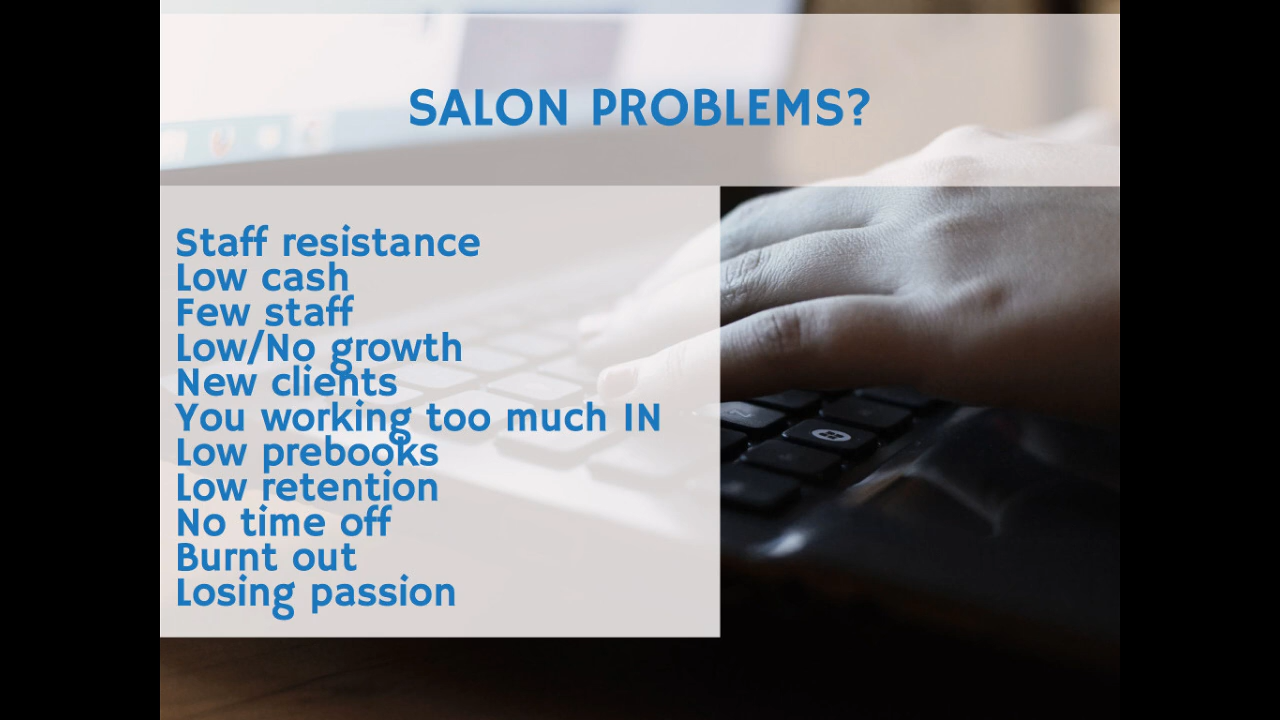 SALON PROBLEMS?
Staff resistance
Low cash
Few staff
Low/No growth
New clients
You working too much IN
Low prebooks
Low retention
No time off
Burnt out
Losing passion